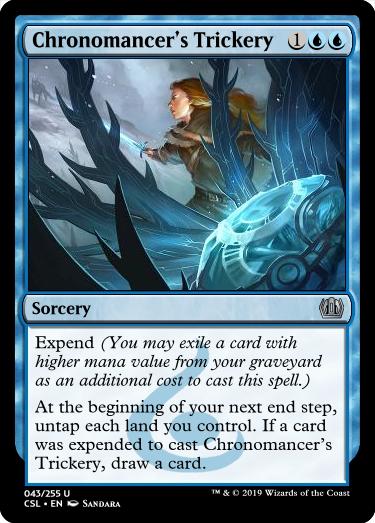 Chronomancer's Trickery 1
Sorcery
Expend (You may exile a card with
higher mana value from your graveyard
as an additional cost to cast this spell.)
At the beginning of your next end step,
untap each land you control. If a card
was expended to cast Chronomancer's
Trickery, draw a card.
043/255 U
CSL • EN SANDARA
™ & © 2019 Wizards of the Coast